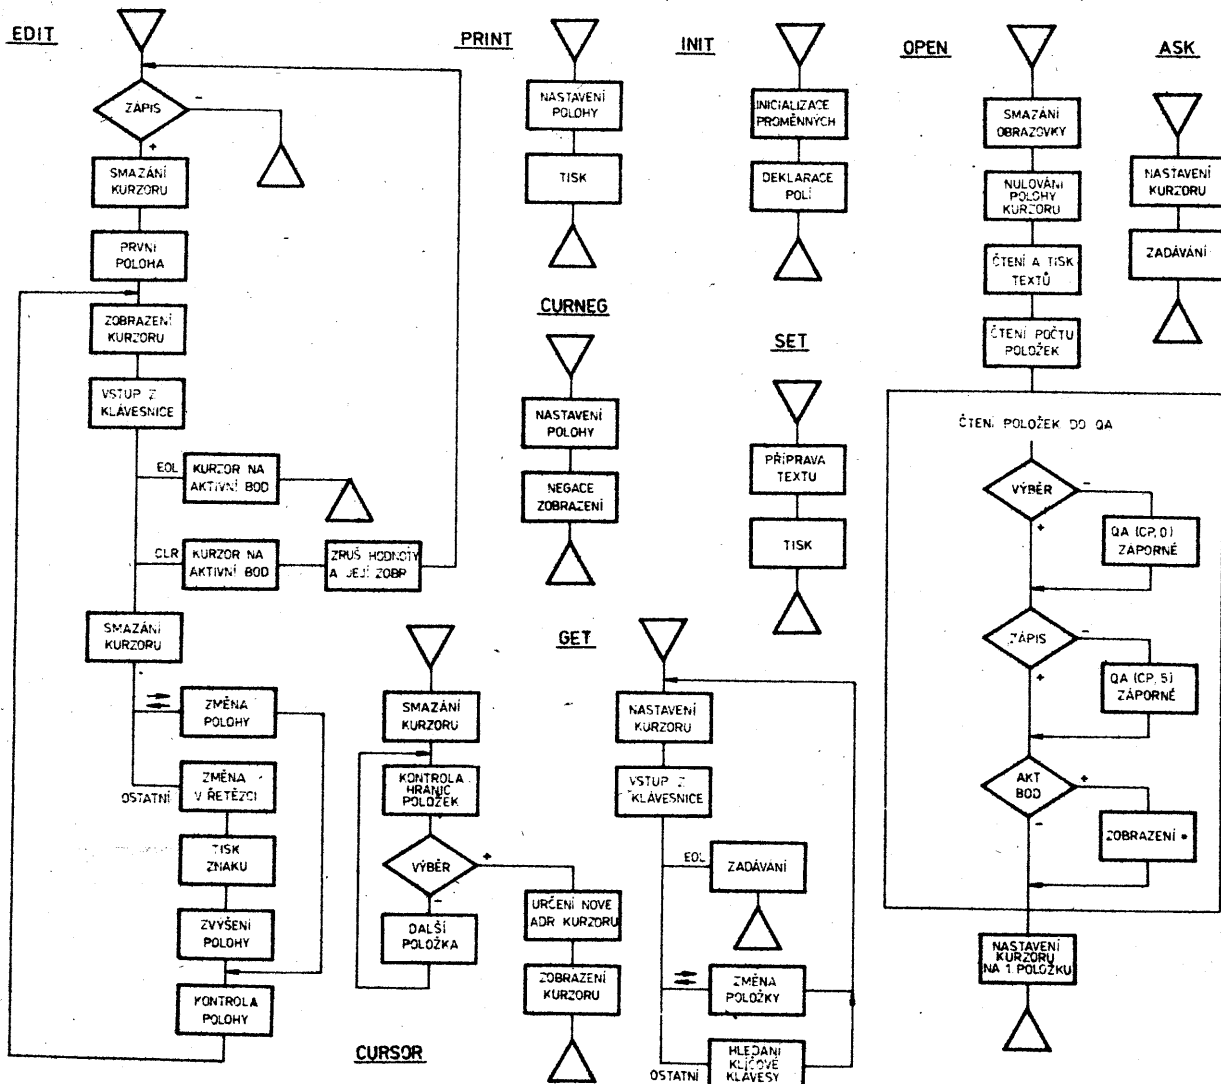 EDIT
ZÁPIS
-
+
SMAZÁNÍ
KURZORU
PRVNÍ
POLOHA
ZOBRAZENÍ
KURZORU
VSTUP Z
KLÁVESNICE
EOL
KURZOR NA
AKTIVNÍ BOD
CLR
KURZOR NA
AKTIVNÍ BOD
ZRUŠ HODNOTY
A JEJÍ ZOBR
SMAZÁNÍ
KURZORU
ZMĚNA
POLOHY
OSTATNÍ
ZMĚNA
V ŘETĚZCI
TISK
ZNAKU
ZVÝŠENÍ
POLOHY
KONTROLA
POLOHY
PRINT
NASTAVENÍ
POLOHY
TISK
CURNEG
NASTAVENÍ
POLOHY
NEGACE
ZOBRAZENÍ
CURSOR
SMAZÁNÍ
KURZORU
KONTROLA
HRANIC
POLOŽEK
VÝBĚR
+
-
DALŠÍ
POLOŽKA
URČENÍ NOVÉ
ADR KURZORU
ZOBRAZENÍ
KURZORU
INIT
INICIALIZACE
PROMĚNNÝCH
DEKLARACE
POLÍ
SET
PŘÍPRAVA
TEXTU
TISK
GET
NASTAVENÍ
KURZORU
VSTUP Z
KLÁVESNICE
EOL
ZADÁVÁNÍ
ZMĚNA
POLOŽKY
OSTATNÍ
HLEDÁNÍ
KLÍČOVÉ
KLÁVESY
OPEN
SMAZÁNÍ
OBRAZOVKY
NULOVÁNÍ
POLOHY
KURZORU
ČTENÍ A TISK
TEXTŮ
ČTENÍ POČTU
POLOŽEK
ČTENÍ POLOŽEK DO QA
VÝBĚR
-
+
QA (CP, 0)
ZÁPORNÉ
ZÁPIS
-
+
QA (CP, 5)
ZÁPORNÉ
AKT
BOD
+
-
ZOBRAZENÍ *
NASTAVENÍ
KURZORU
NA 1. POLOŽKU
ASK
NASTAVENÍ
KURZORU
ZADÁVÁNÍ